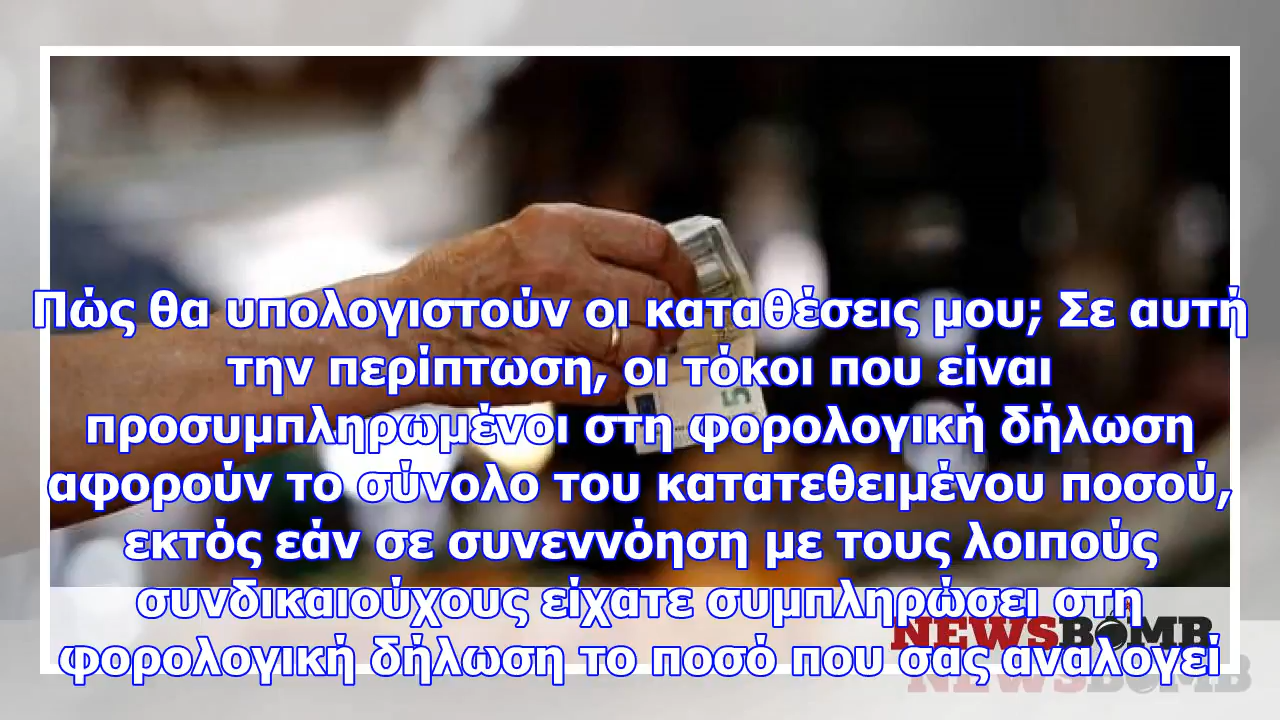 Πώς θα υπολογιστούν οι καταθέσεις μου; Σε αυτή
την περίπτωση, οι τόκοι που είναι
προσυμπληρωμένοι στη φορολογική δήλωση
αφορούν το σύνολο του κατατεθειμένου ποσού,
εκτός εάν σε συνεννόηση με τους λοιπούς
συνδικαιούχους είχατε συμπληρώσει στη
φορολογική δήλωση το ποσό που σας αναλογεί
NEWSBOMB
NEWSBOMB
5